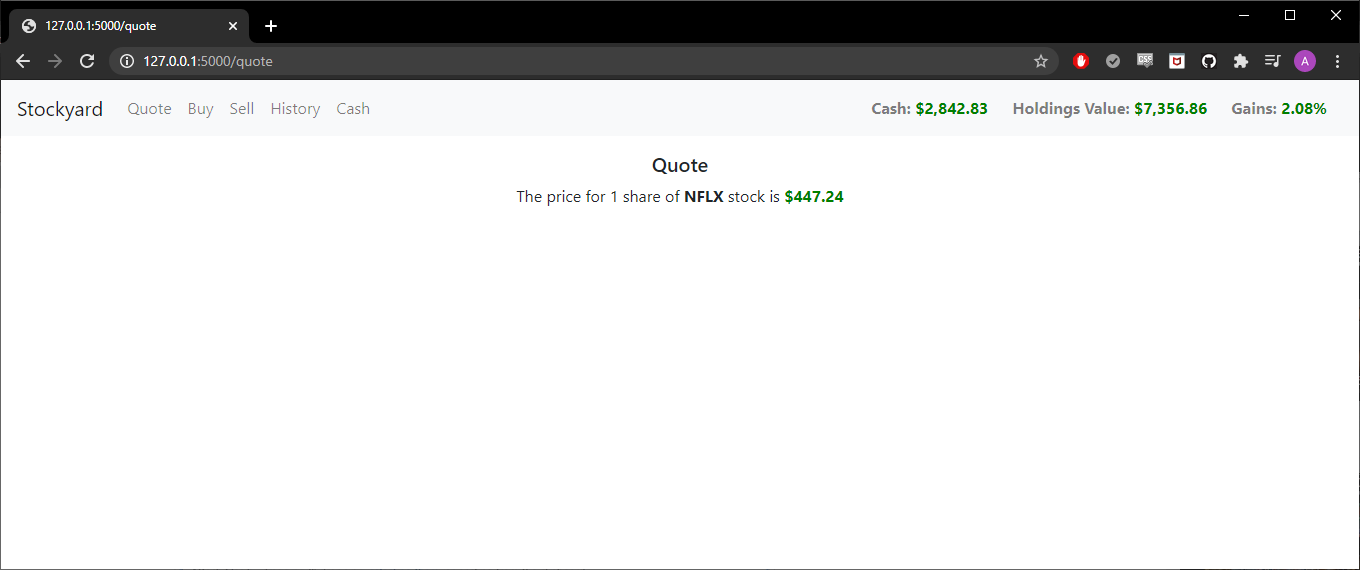 127.0.0.1:5000/quote
127.0.0.1:5000/quote
CSF
A
Stockyard Quote Buy Sell History Cash Cash: $2,842.83 Holdings Value: $7,356.86 Gains: 2.08%
Quote
The price for 1 share of NFLX stock is $447.24